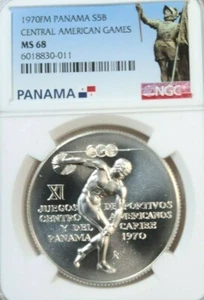 1970FM PANAMA S5B
CENTRAL AMERICAN GAMES
MS 68
6018830-011
PANAMA
NGC
XI
JUEGOS DEPORTIVOS
CENTRO AMERICANOS
Y DEL CARIBE
PANAMA 1970